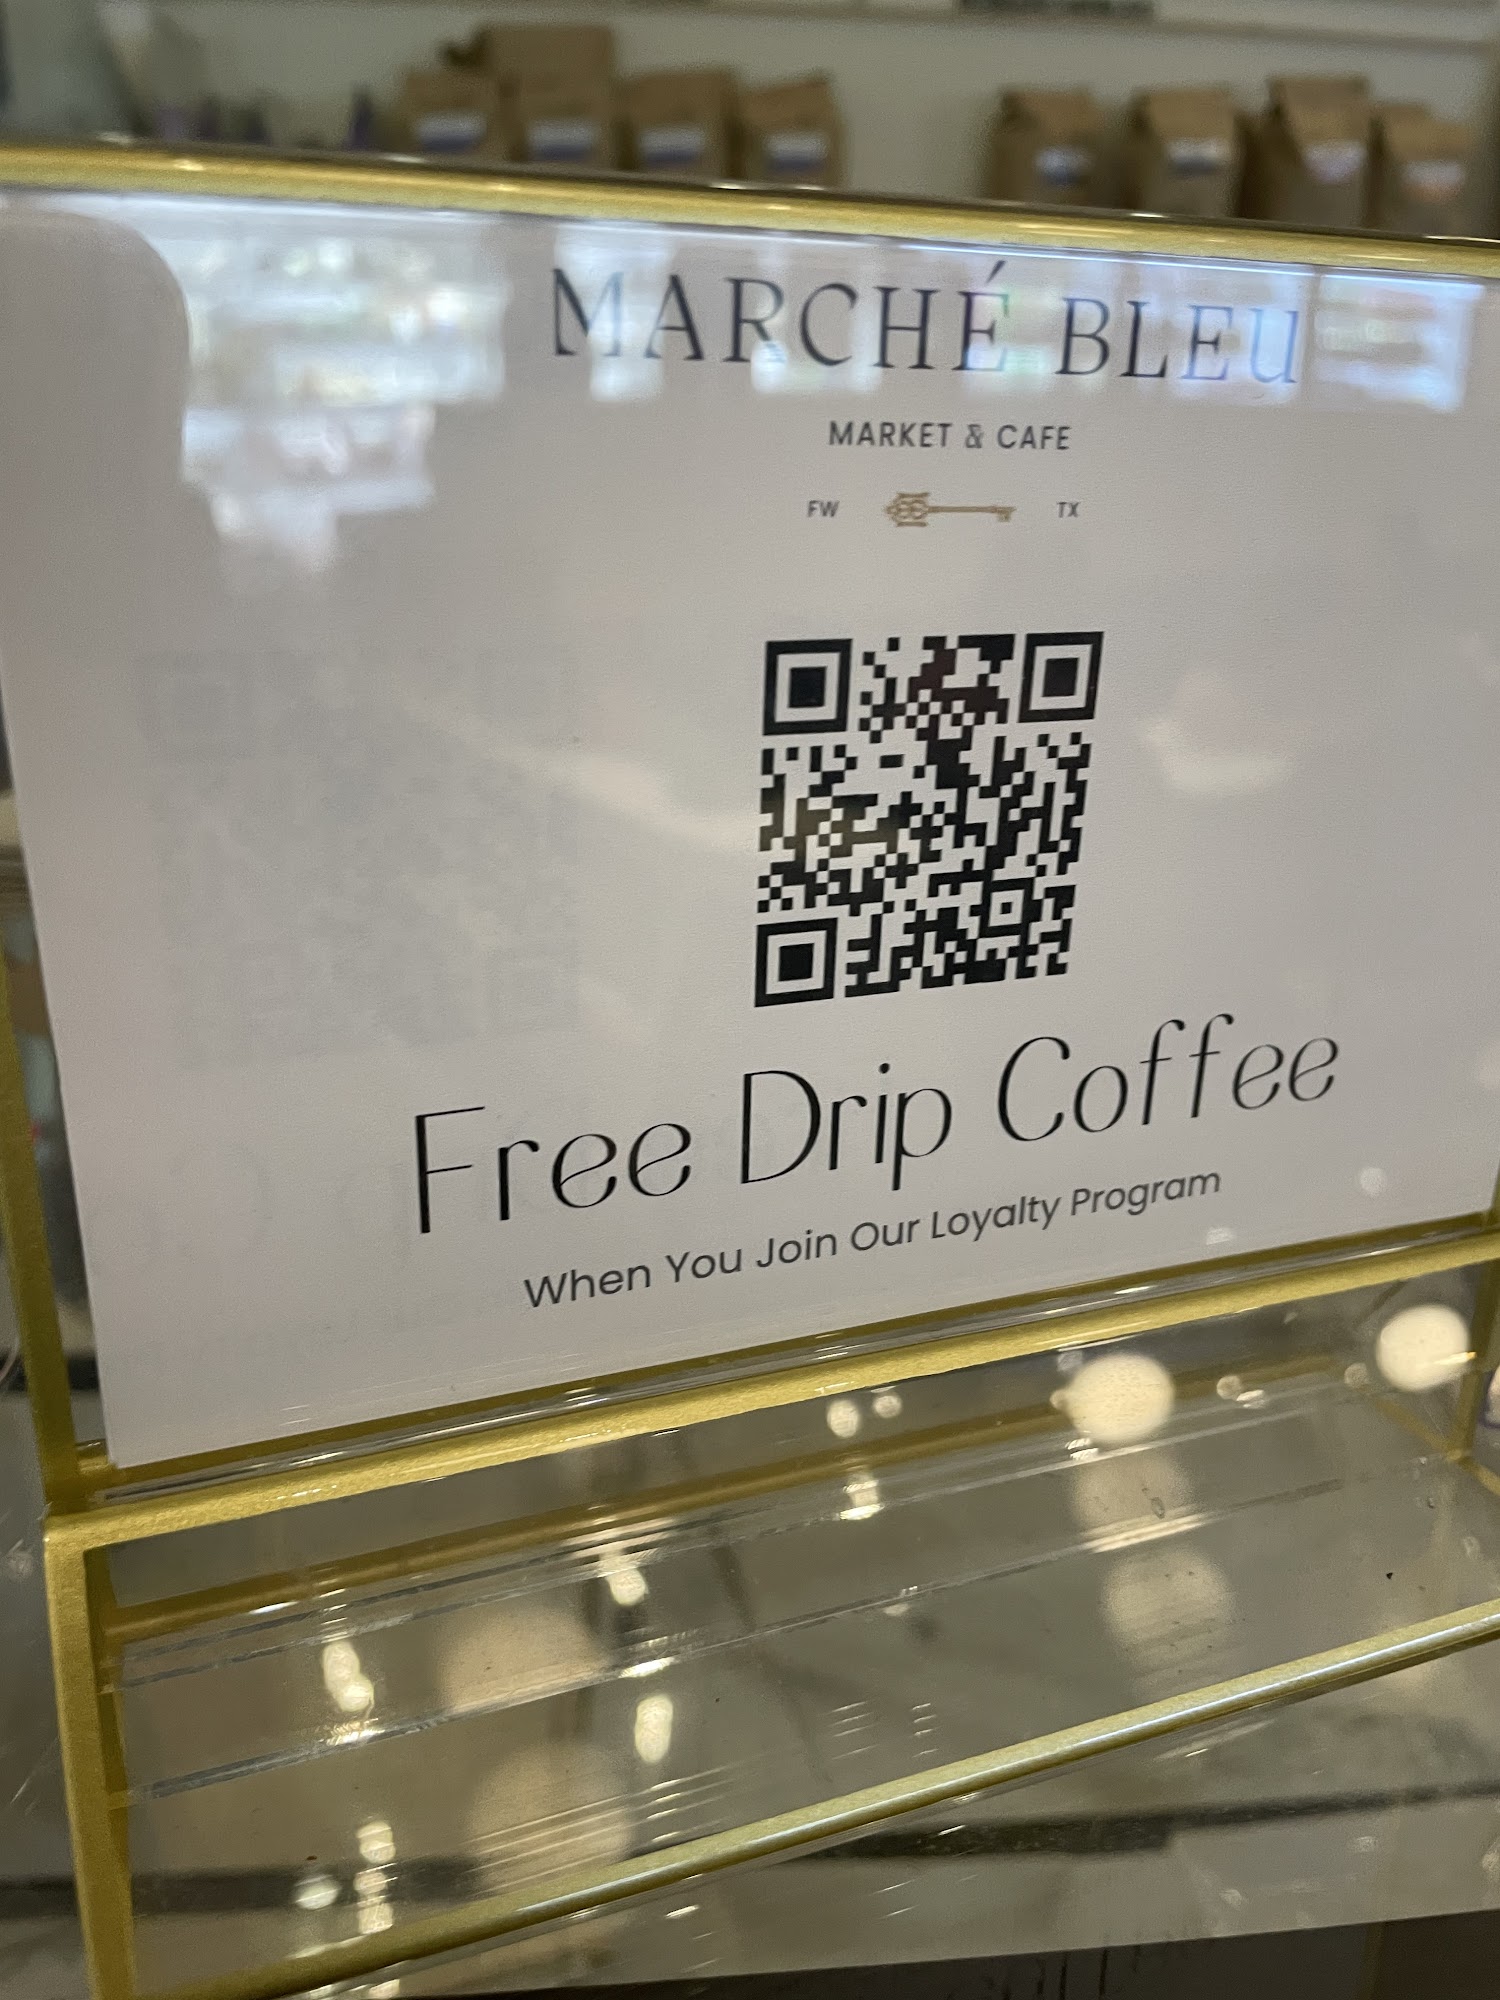 MARCHÉ BLEU
MARKET & CAFE
FW TX
Free Drip Coffee
When You Join Our Loyalty Program